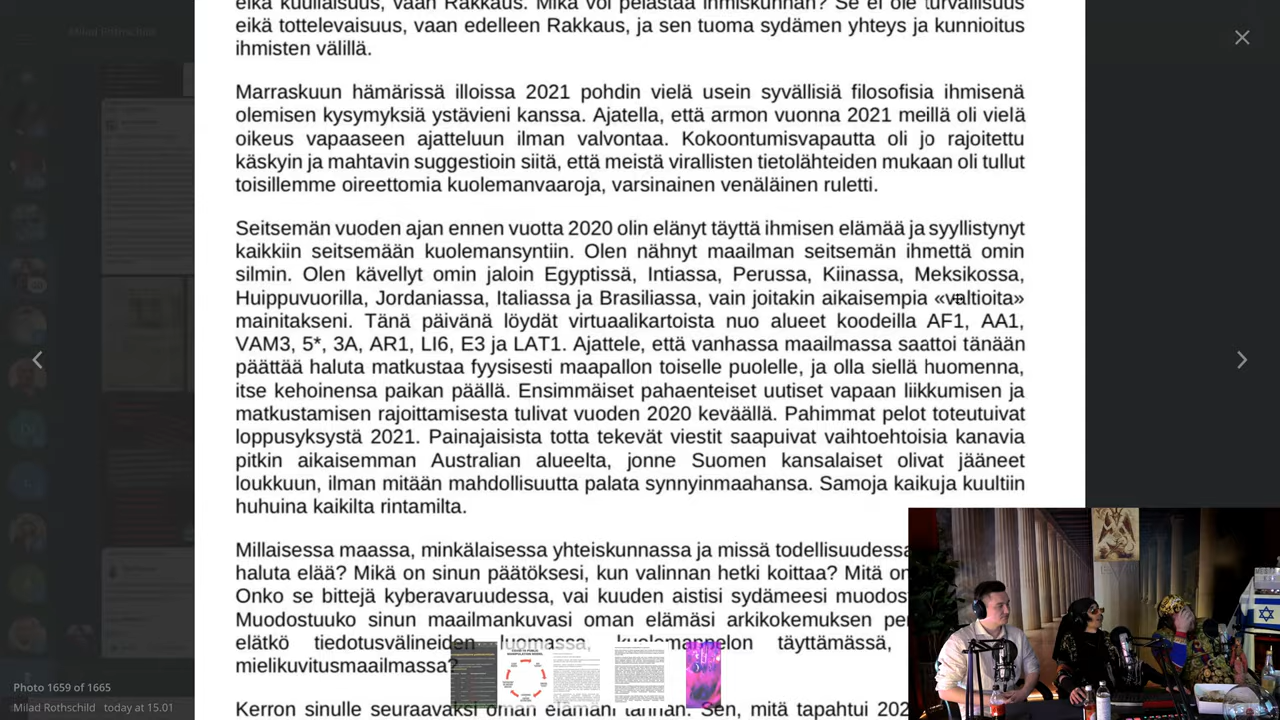 Milad Rothschild
eikä kuuliaisuus, vaan Rakkaus. Mikä voi pelastaa ihmiskunnan? Se ei ole turvallisuus
eikä tottelevaisuus, vaan edelleen Rakkaus, ja sen tuoma sydämen yhteys ja kunnioitus
ihmisten välillä.
Marraskuun hämärissä illoissa 2021 pohdin vielä usein syvällisiä filosofisia ihmisenä
olemisen kysymyksiä ystävieni kanssa. Ajatella, että armon vuonna 2021 meillä oli vielä
oikeus vapaaseen ajatteluun ilman valvontaa. Kokoontumisvapautta oli jo rajoitettu
käskyin ja mahtavin suggestioin siitä, että meistä virallisten tietolähteiden mukaan oli tullut
toisillemme oireettomia kuolemanvaaroja, varsinainen venäläinen ruletti.
Seitsemän vuoden ajan ennen vuotta 2020 olin elänyt täyttä ihmisen elämää ja syyllistynyt
kaikkiin seitsemään kuolemansyntiin. Olen nähnyt maailman seitsemän ihmettä omin
silmin. Olen kävellyt omin jaloin Egyptissä, Intiassa, Perussa, Kiinassa, Meksikossa,
Huippuvuorilla, Jordaniassa, Italiassa ja Brasiliassa, vain joitakin aikaisempia «valtioita»
mainitakseni. Tänä päivänä löydät virtuaalikartoista nuo alueet koodeilla AF1, AA1,
VAM3, 5*, 3A, AR1, LI6, E3 ja LAT1. Ajattele, että vanhassa maailmassa saattoi tänään
päättää haluta matkustaa fyysisesti maapallon toiselle puolelle, ja olla siellä huomenna,
itse kehoinensa paikan päällä. Ensimmäiset pahaenteiset uutiset vapaan liikkumisen ja
matkustamisen rajoittamisesta tulivat vuoden 2020 keväällä. Pahimmat pelot toteutuivat
loppusyksystä 2021. Painajaisista totta tekevät viestit saapuivat vaihtoehtoisia kanavia
pitkin aikaisemman Australian alueelta, jonne Suomen kansalaiset olivat jääneet
loukkuun, ilman mitään mahdollisuutta palata synnyinmaahansa. Samoja kaikuja kuultiin
huhuina kaikilta rintamilta.
Millaisessa maassa, minkälaisessa yhteiskunnassa ja missä todellisuudessa
haluta elää? Mikä on sinun päätöksesi, kun valinnan hetki koittaa? Mitä on
Onko se bittejä kyberavaruudessa, vai kuuden aistisi sydämeesi muodos
Muodostuuko sinun maailmankuvasi oman elämäsi arkikokemuksen per
elätkö tiedotusvälineiden luomassa, kuolemanpelon täyttämässä,
mielikuvitusmaailmassa?
Kerron sinulle seuraavaksi oman elämäni tarinan. Sen, mitä tapahtui 202
Photo 1659 of 1665
Milad Rothschild today at 15.01